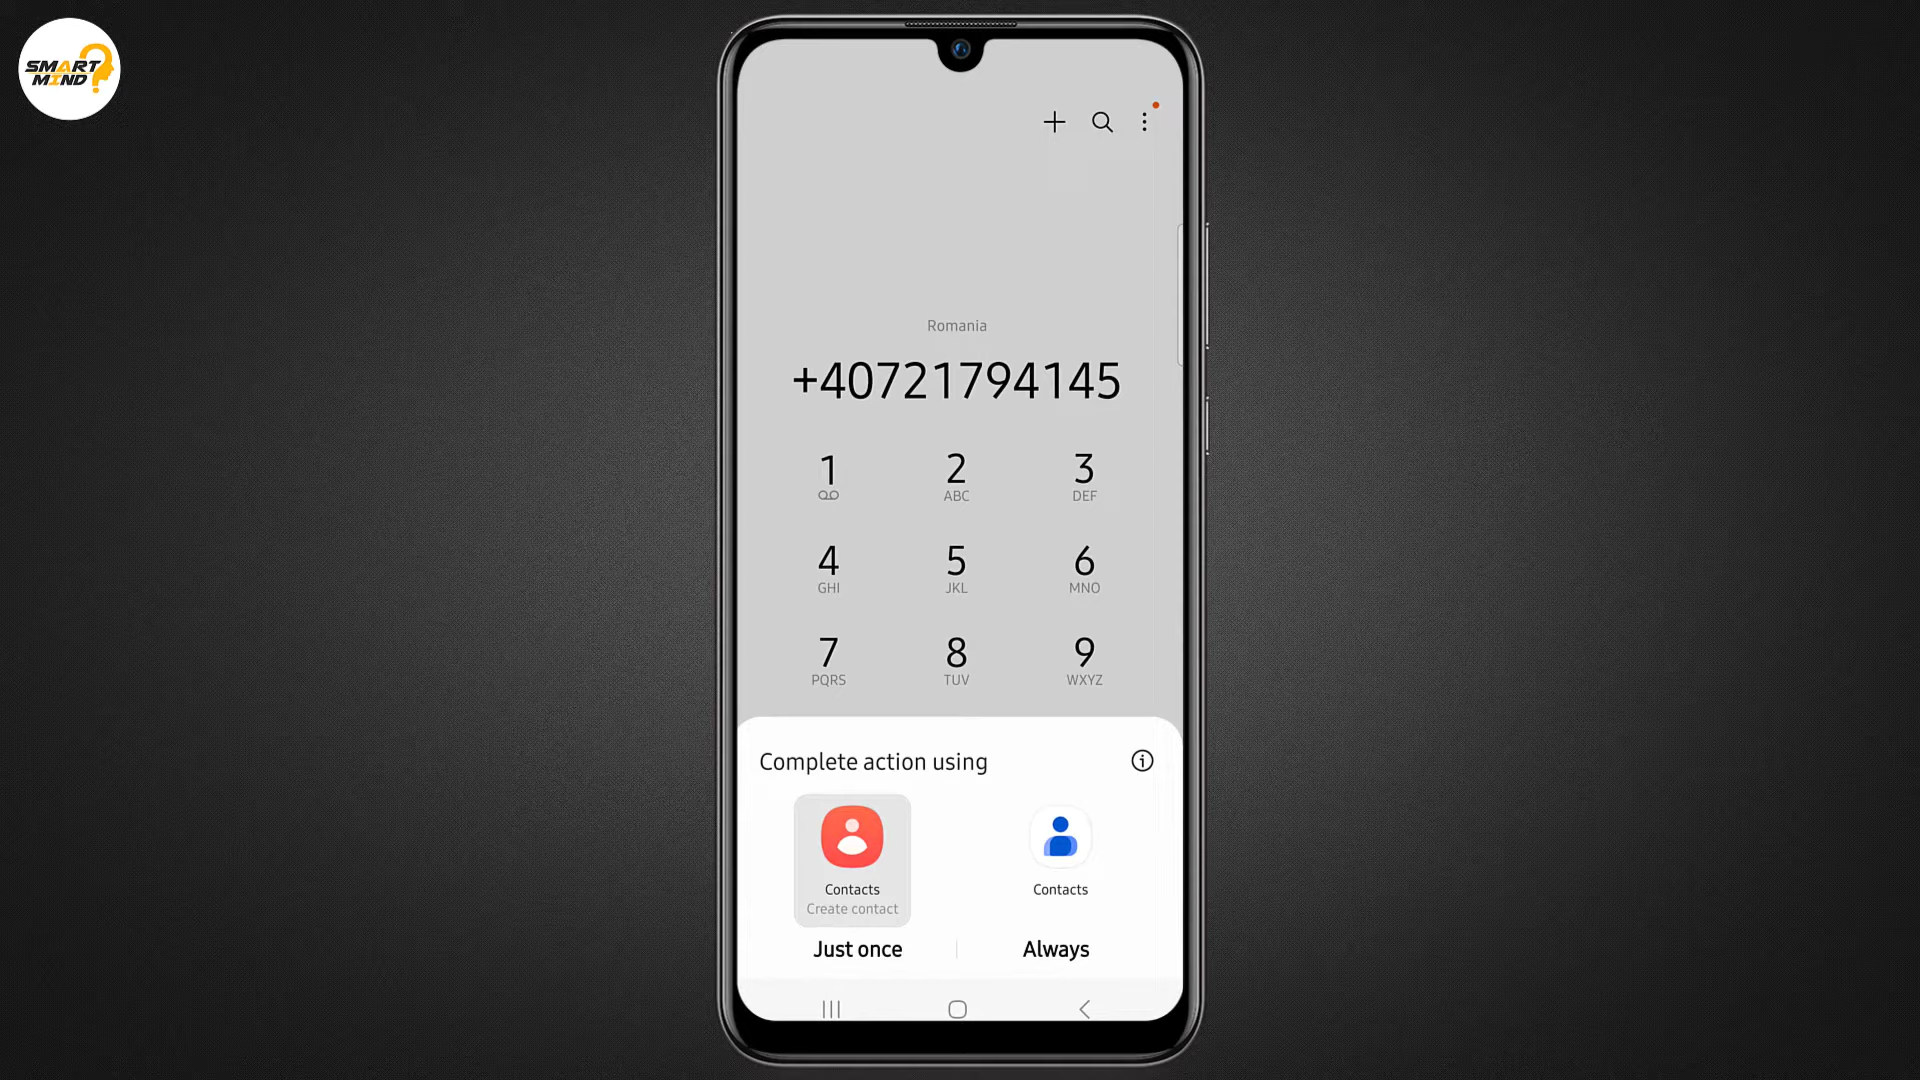 SMART
MIND
Romania
+40721794145
1
2
ABC
3
DEF
4
GHI
5
JKL
6
MNO
7
PQRS
8
TUV
9
WXYZ
Complete action using
Contacts
Create contact
Contacts
Just once
Always